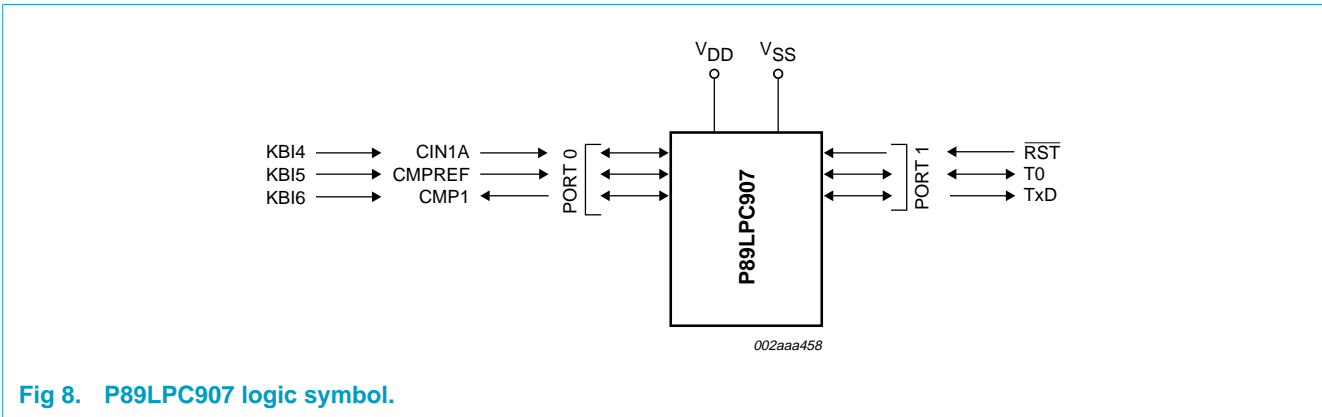 VDD VSS
KBI4 CIN1A RST
KBI5 CMPREF T0
KBI6 CMP1 TxD
PORT 0
P89LPC907
PORT 1
002aaa458
Fig 8. P89LPC907 logic symbol.